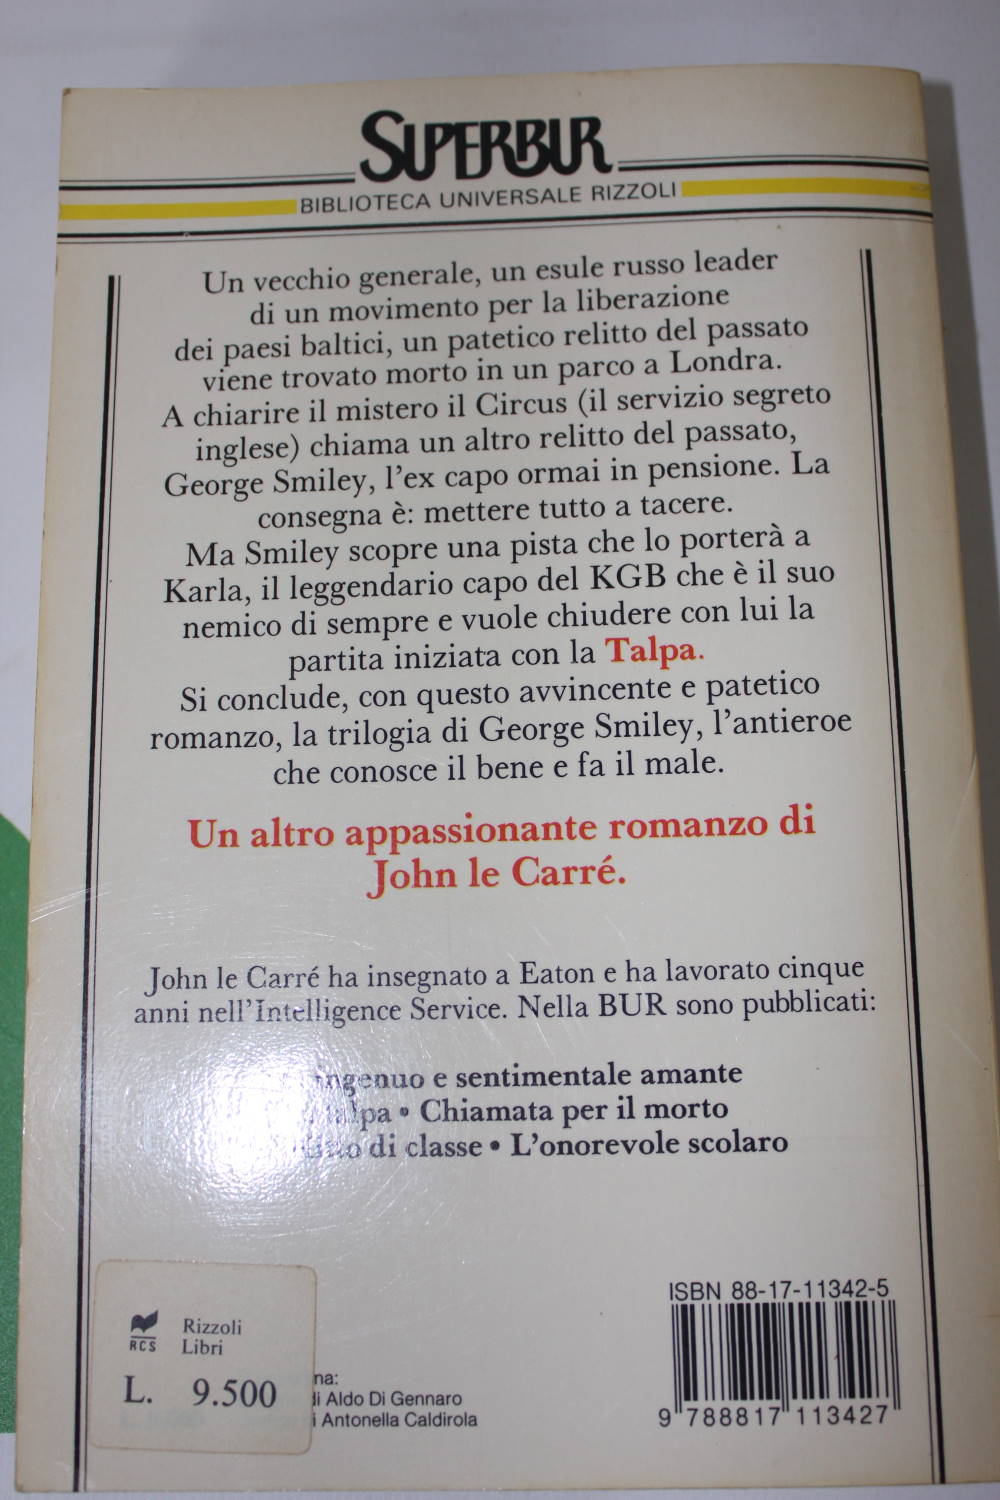 SUPERBUR
BIBLIOTECA UNIVERSALE RIZZOLI
Un vecchio generale, un esule russo leader
di un movimento per la liberazione
dei paesi baltici, un patetico relitto del passato
viene trovato morto in un parco a Londra.
A chiarire il mistero il Circus (il servizio segreto
inglese) chiama un altro relitto del passato,
George Smiley, l'ex capo ormai in pensione. La
consegna è: mettere tutto a tacere.
Ma Smiley scopre una pista che lo porterà a
Karla, il leggendario capo del KGB che è il suo
nemico di sempre e vuole chiudere con lui la
partita iniziata con la Talpa.
Si conclude, con questo avvincente e patetico
romanzo, la trilogia di George Smiley, l'antieroe
che conosce il bene e fa il male.
Un altro appassionante romanzo di
John le Carré.
John le Carré ha insegnato a Eaton e ha lavorato cinque
anni nell'Intelligence Service. Nella BUR sono pubblicati:
ingenuo e sentimentale amante
talpa • Chiamata per il morto
di classe • L'onorevole scolaro
ISBN 88-17-11342-5
RCS
Rizzoli
Libri
L. 9.500
na:
di Aldo Di Gennaro
di Antonella Caldirola
9 788817 113427